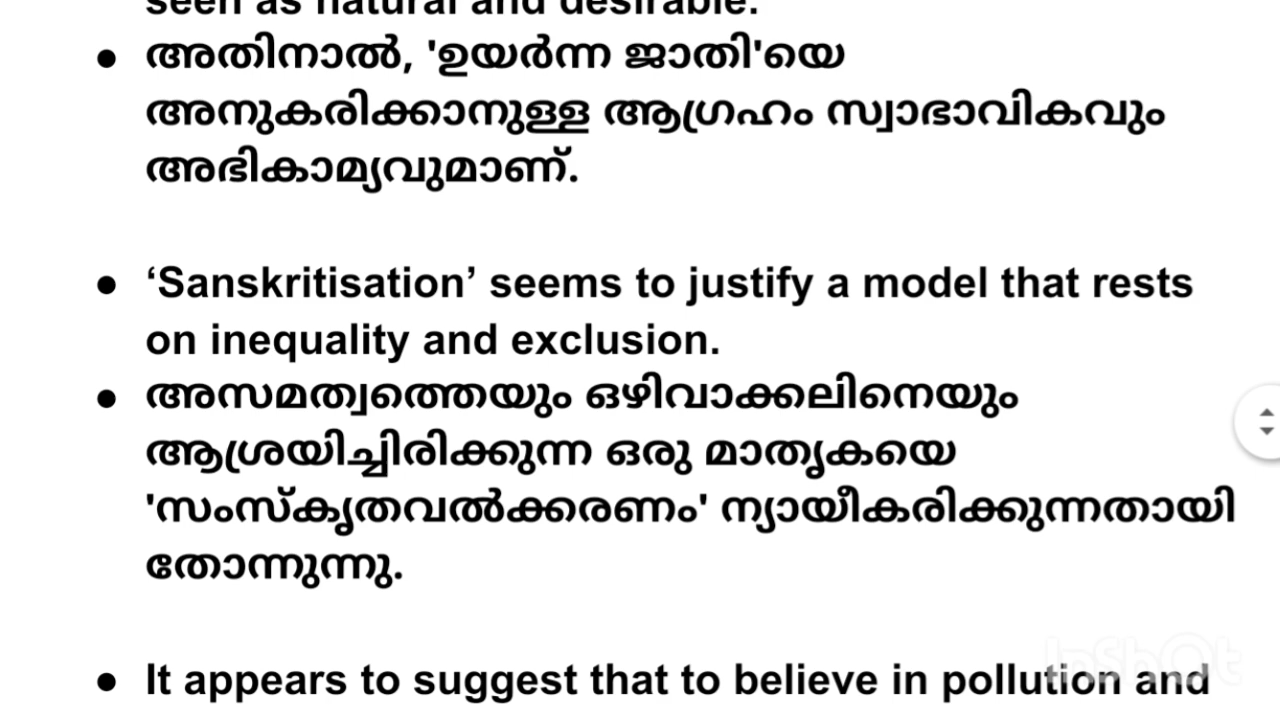 seen as natural and desirable.
● അതിനാൽ, 'ഉയർന്ന ജാതി'യെ
അനുകരിക്കാനുള്ള ആഗ്രഹം സ്വാഭാവികവും
അഭികാമ്യവുമാണ്.
● ‘Sanskritisation’ seems to justify a model that rests
on inequality and exclusion.
● അസമത്വത്തെയും ഒഴിവാക്കലിനെയും
ആശ്രയിച്ചിരിക്കുന്ന ഒരു മാതൃകയെ
'സംസ്കൃതവൽക്കരണം' ന്യായീകരിക്കുന്നതായി
തോന്നുന്നു.
● It appears to suggest that to believe in pollution and
InShOt